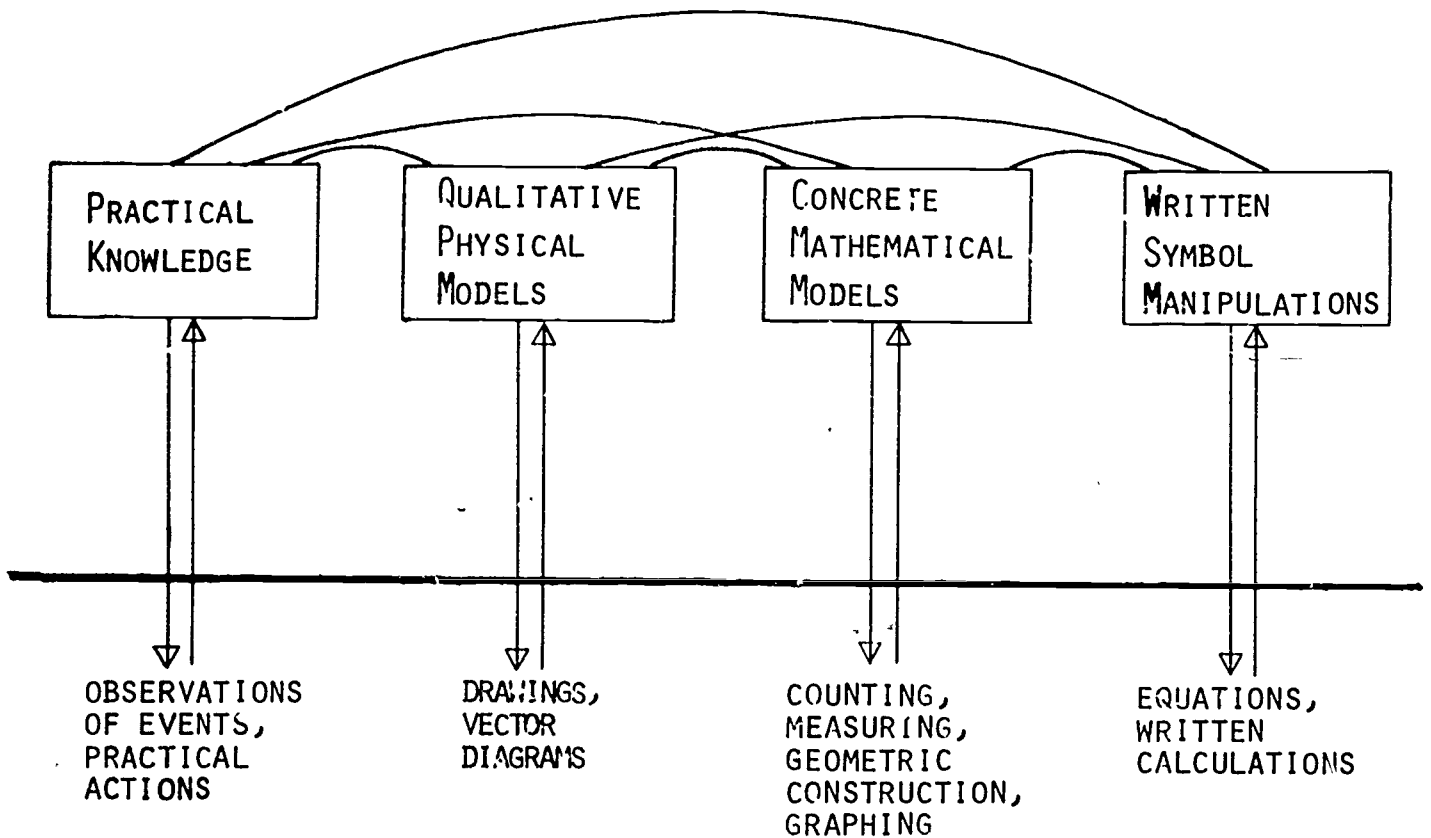 PRACTICAL
KNOWLEDGE
QUALITATIVE
PHYSICAL
MODELS
CONCRETE
MATHEMATICAL
MODELS
WRITTEN
SYMBOL
MANIPULATIONS
OBSERVATIONS
OF EVENTS,
PRACTICAL
ACTIONS
DRAWINGS,
VECTOR
DIAGRAMS
COUNTING,
MEASURING,
GEOMETRIC
CONSTRUCTION,
GRAPHING
EQUATIONS,
WRITTEN
CALCULATIONS